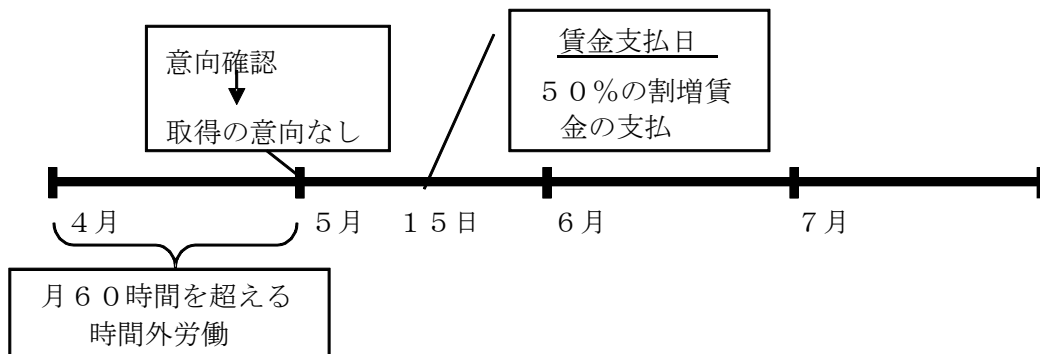 意向確認
取得の意向なし
賃金支払日
５０％の割増賃
金の支払
４月
５月
１５日
６月
７月
月６０時間を超える
時間外労働